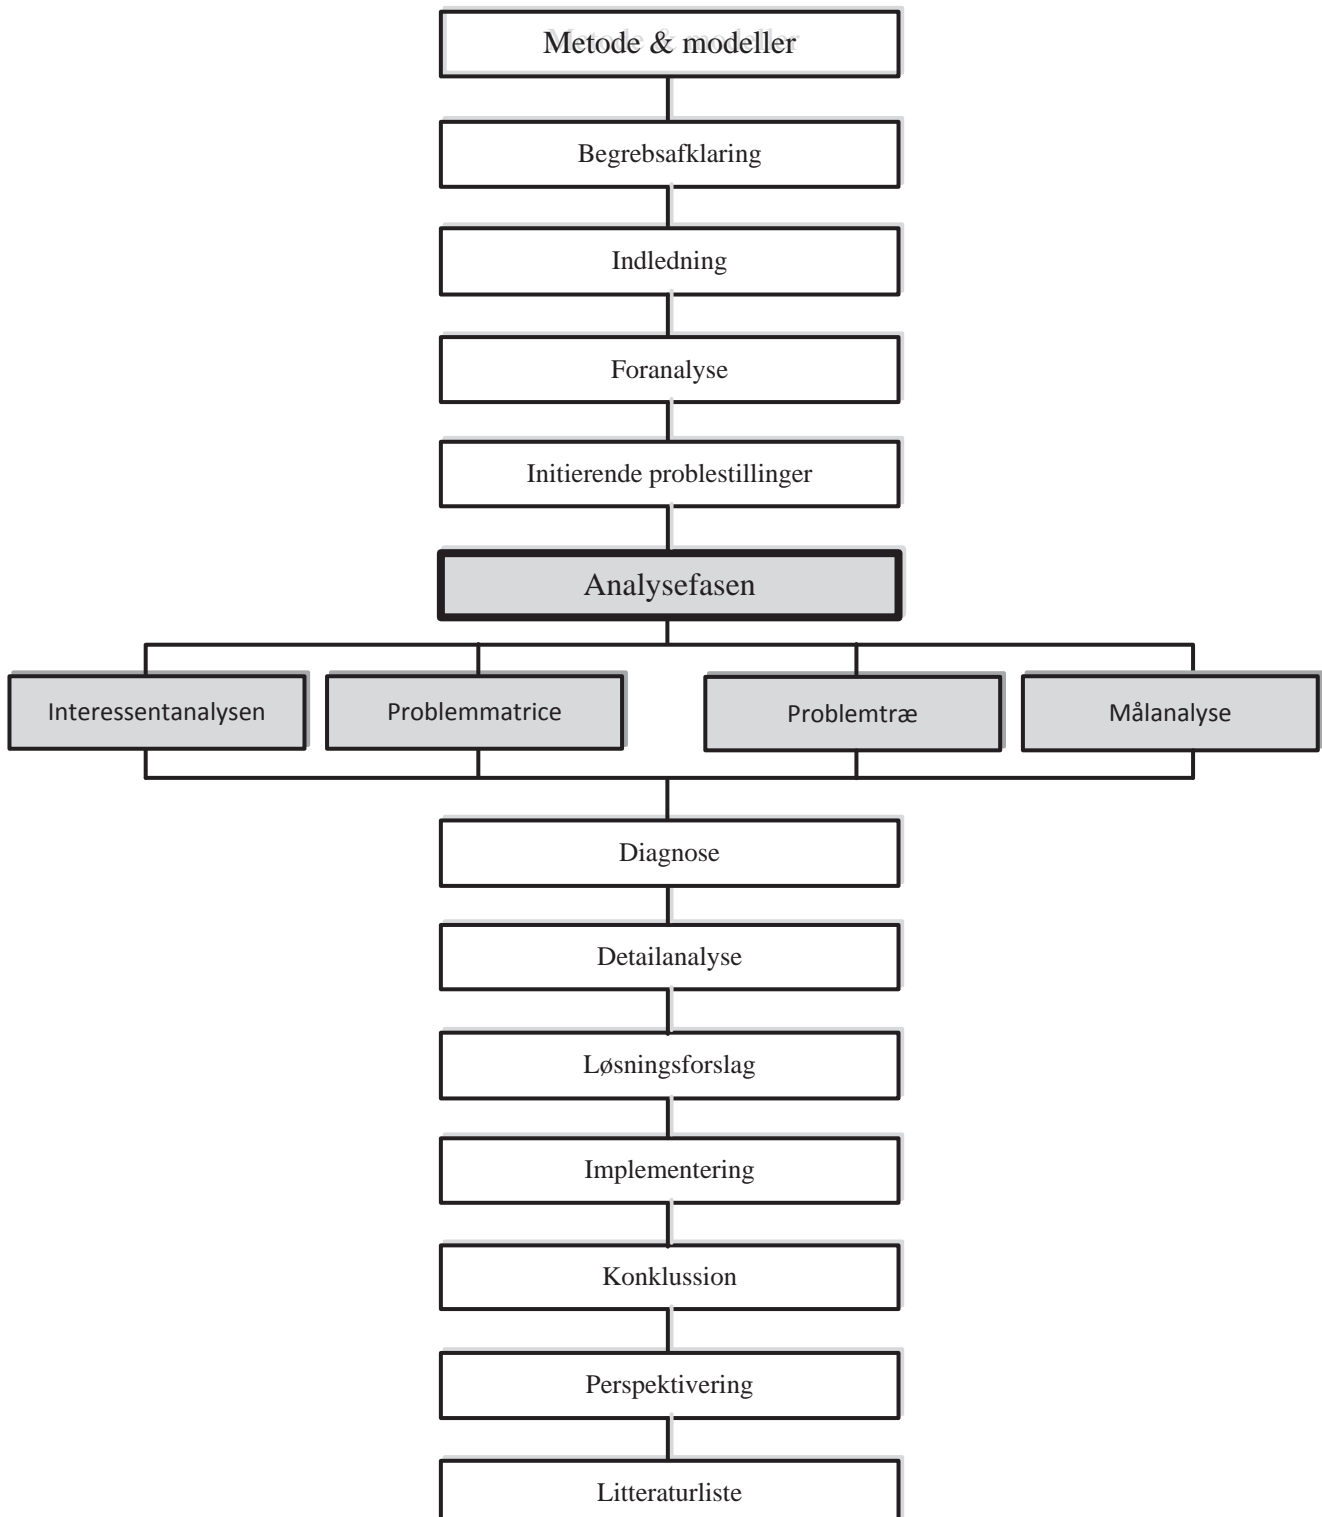 Metode & modeller
Begrebsafklaring
Indledning
Foranalyse
Initierende problestillinger
Analysefasen
Interessentanalysen
Problemmatrice
Problemtræ
Målanalyse
Diagnose
Detailanalyse
Løsningsforslag
Implementering
Konklussion
Perspektivering
Litteraturliste